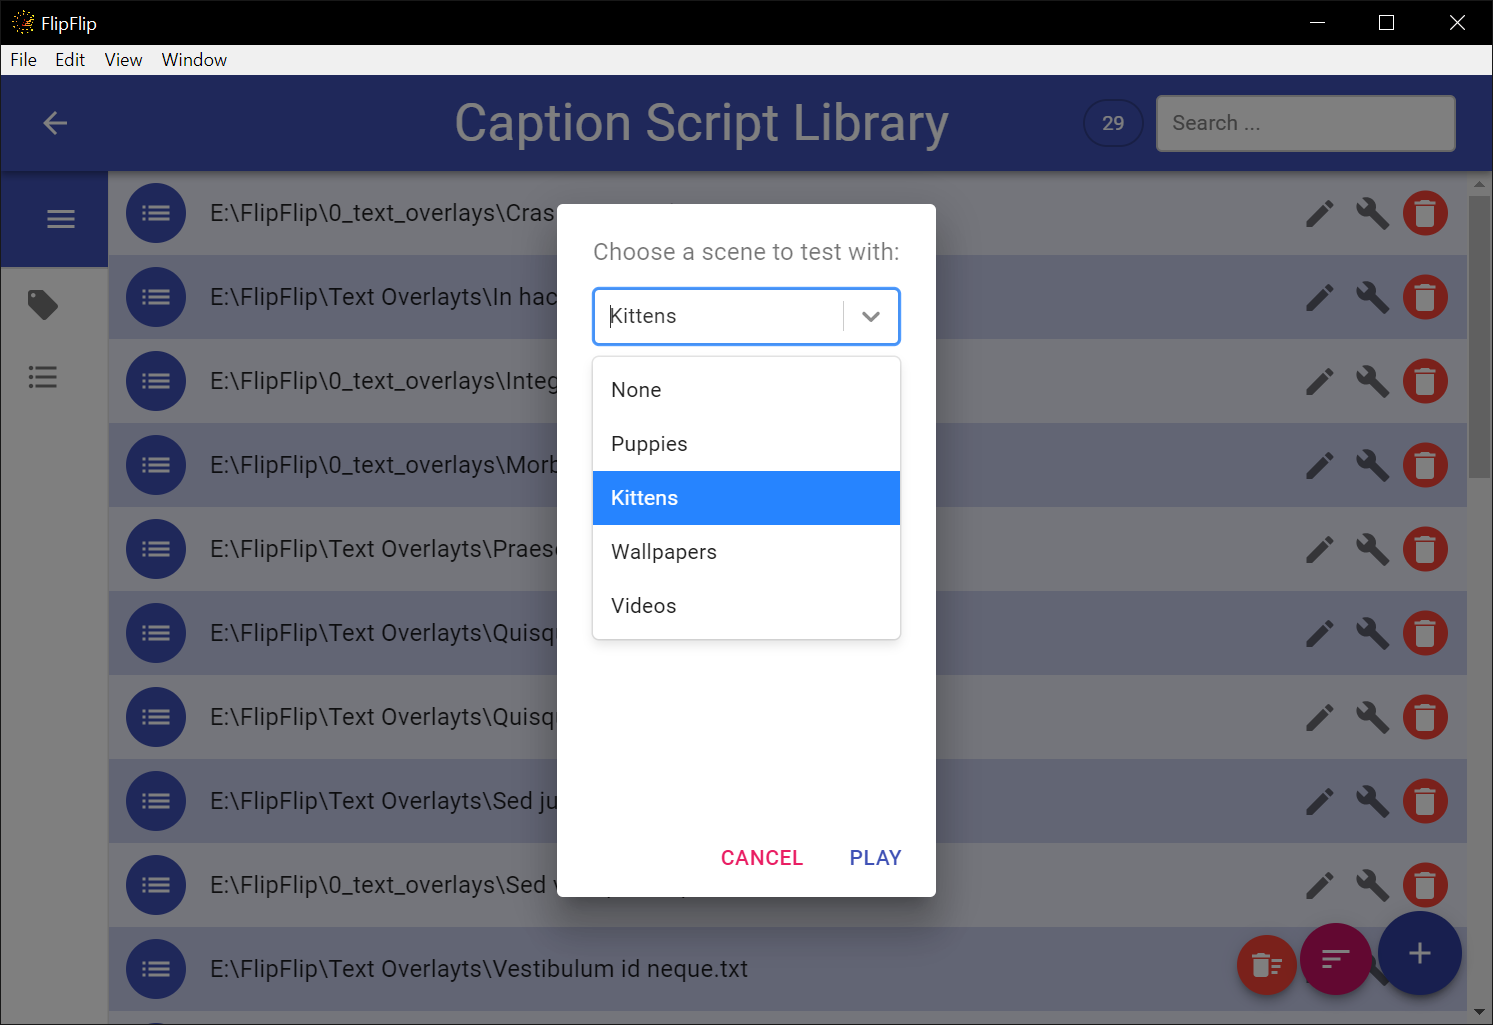 FlipFlip
File Edit View Window
Caption Script Library
29
Search ...
E:\FlipFlip\0_text_overlays\Cras
E:\FlipFlip\Text Overlayts\In hac
E:\FlipFlip\0_text_overlays\Integ
E:\FlipFlip\0_text_overlays\Morb
E:\FlipFlip\Text Overlayts\Praese
E:\FlipFlip\Text Overlayts\Quisqu
E:\FlipFlip\Text Overlayts\Quisqu
E:\FlipFlip\Text Overlayts\Sed ju
E:\FlipFlip\0_text_overlays\Sed
E:\FlipFlip\Text Overlayts\Vestibulum id neque.txt
Choose a scene to test with:
Kittens
None
Puppies
Kittens
Wallpapers
Videos
CANCEL PLAY